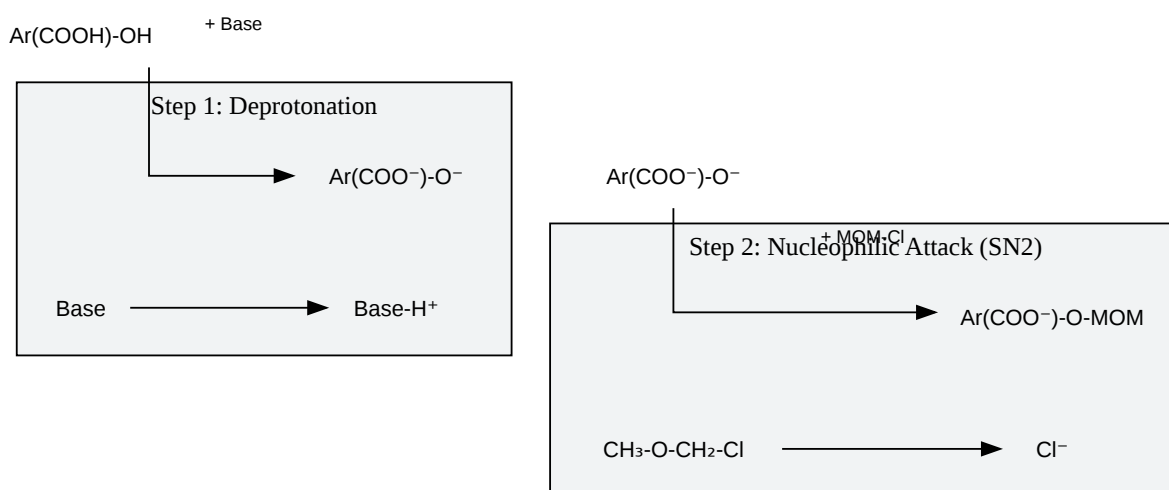 Ar(COOH)-OH
+ Base
Step 1: Deprotonation
Ar(COO⁻)-O⁻
Base
Base-H⁺
Ar(COO⁻)-O⁻
+ MOM-Cl
Step 2: Nucleophilic Attack (SN2)
Ar(COO⁻)-O-MOM
CH₃-O-CH₂-Cl
Cl⁻